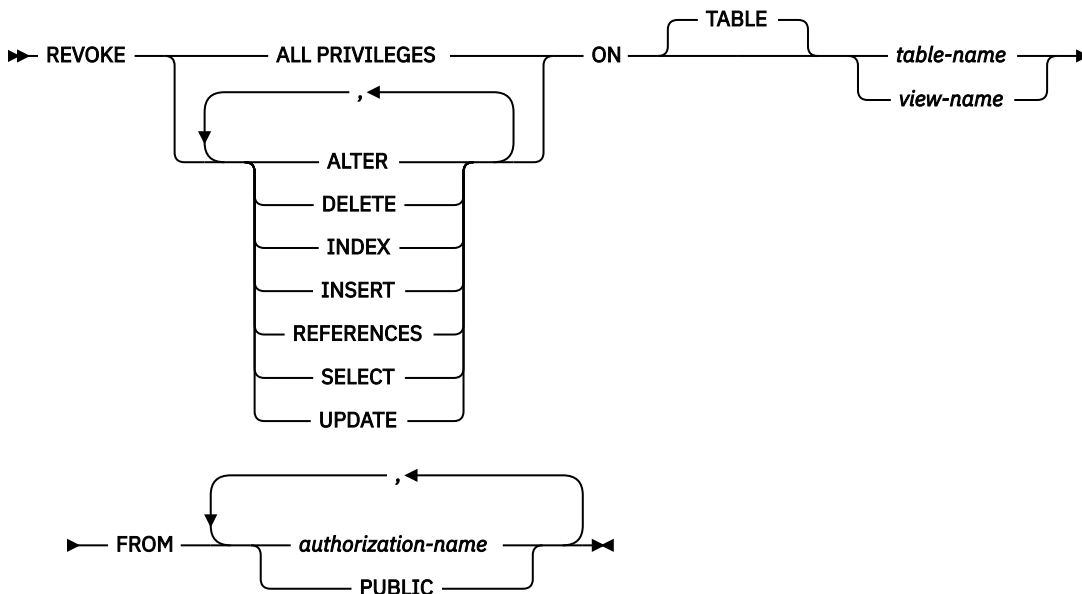 TABLE
REVOKE ALL PRIVILEGES ON table-name
, view-name
ALTER
DELETE
INDEX
INSERT
REFERENCES
SELECT
UPDATE
,
FROM authorization-name
PUBLIC